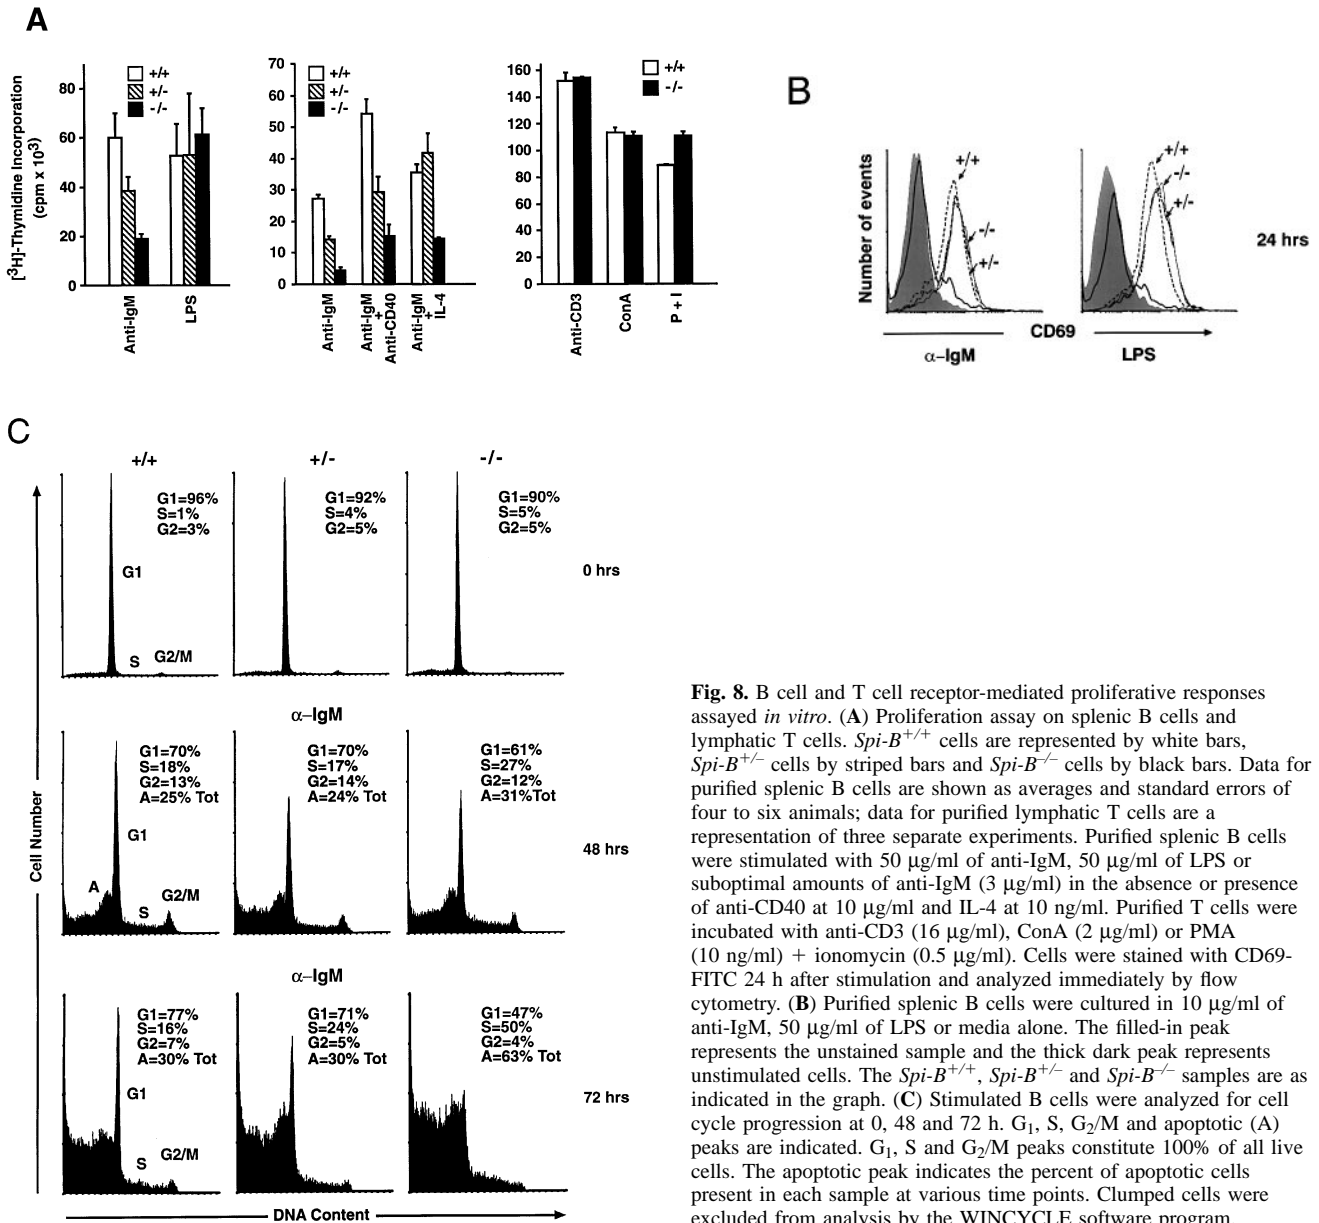 A
[3H]-Thymidine Incorporation
(cpm x 103)
80
60
40
20
0
+/+
+/-
-/-
Anti-IgM
LPS
70
60
50
40
30
20
10
0
+/+
+/-
-/-
Anti-IgM
Anti-IgM
+
Anti-CD40
Anti-IgM
+
IL-4
160
140
120
100
80
60
40
20
0
+/+
-/-
Anti-CD3
ConA
P + I
B
Number of events
+/+
-/-
+/-
+/+
-/-
+/-
24 hrs
CD69
α–IgM
LPS
C
Cell Number
+/+
+/-
-/-
G1=96%
S=1%
G2=3%
G1
S
G2/M
G1=92%
S=4%
G2=5%
G1=90%
S=5%
G2=5%
0 hrs
α–IgM
G1=70%
S=18%
G2=13%
A=25% Tot
G1
A
S
G2/M
G1=70%
S=17%
G2=14%
A=24% Tot
G1=61%
S=27%
G2=12%
A=31%Tot
48 hrs
α–IgM
G1=77%
S=16%
G2=7%
A=30% Tot
G1
S
G2/M
G1=71%
S=24%
G2=5%
A=30% Tot
G1=47%
S=50%
G2=4%
A=63% Tot
72 hrs
DNA Content
Fig. 8. B cell and T cell receptor-mediated proliferative responses
assayed in vitro. (A) Proliferation assay on splenic B cells and
lymphatic T cells. Spi-B+/+ cells are represented by white bars,
Spi-B+/– cells by striped bars and Spi-B–/– cells by black bars. Data for
purified splenic B cells are shown as averages and standard errors of
four to six animals; data for purified lymphatic T cells are a
representation of three separate experiments. Purified splenic B cells
were stimulated with 50 μg/ml of anti-IgM, 50 μg/ml of LPS or
suboptimal amounts of anti-IgM (3 μg/ml) in the absence or presence
of anti-CD40 at 10 μg/ml and IL-4 at 10 ng/ml. Purified T cells were
incubated with anti-CD3 (16 μg/ml), ConA (2 μg/ml) or PMA
(10 ng/ml) + ionomycin (0.5 μg/ml). Cells were stained with CD69-
FITC 24 h after stimulation and analyzed immediately by flow
cytometry. (B) Purified splenic B cells were cultured in 10 μg/ml of
anti-IgM, 50 μg/ml of LPS or media alone. The filled-in peak
represents the unstained sample and the thick dark peak represents
unstimulated cells. The Spi-B+/+, Spi-B+/– and Spi-B–/– samples are as
indicated in the graph. (C) Stimulated B cells were analyzed for cell
cycle progression at 0, 48 and 72 h. G1, S, G2/M and apoptotic (A)
peaks are indicated. G1, S and G2/M peaks constitute 100% of all live
cells. The apoptotic peak indicates the percent of apoptotic cells
present in each sample at various time points. Clumped cells were
excluded from analysis by the WINCYCLE software program